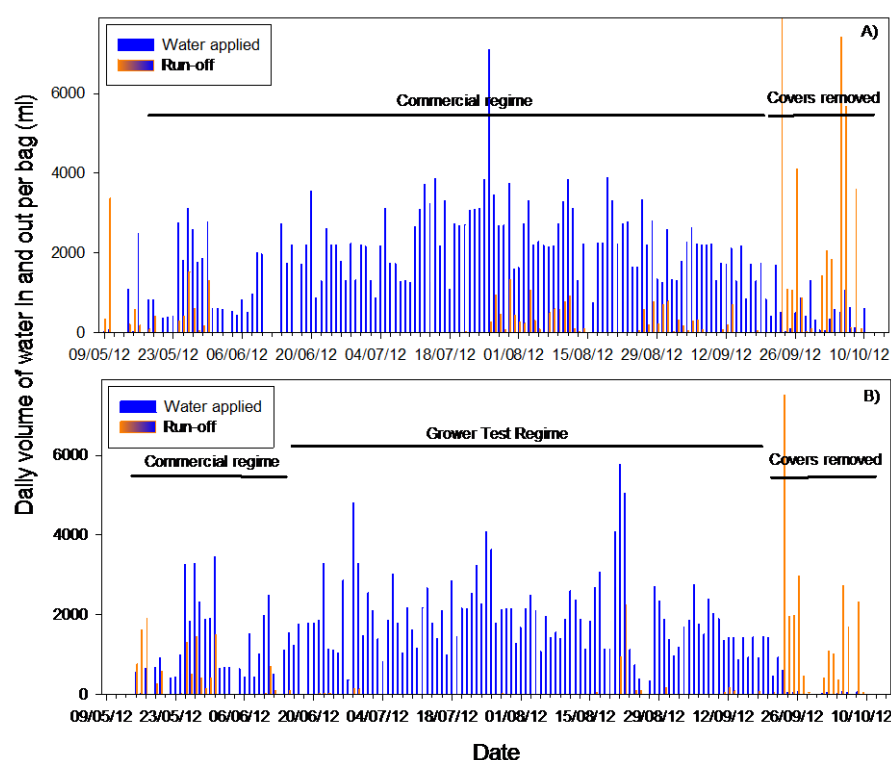 A)
Water applied
Run-off
Commercial regime
Covers removed
6000
4000
2000
0
09/05/12 23/05/12 06/06/12 20/06/12 04/07/12 18/07/12 01/08/12 15/08/12 29/08/12 12/09/12 26/09/12 10/10/12
Daily volume of water in and out per bag (ml)
B)
Water applied
Run-off
Grower Test Regime
Commercial regime
Covers removed
6000
4000
2000
0
09/05/12 23/05/12 06/06/12 20/06/12 04/07/12 18/07/12 01/08/12 15/08/12 29/08/12 12/09/12 26/09/12 10/10/12
Date